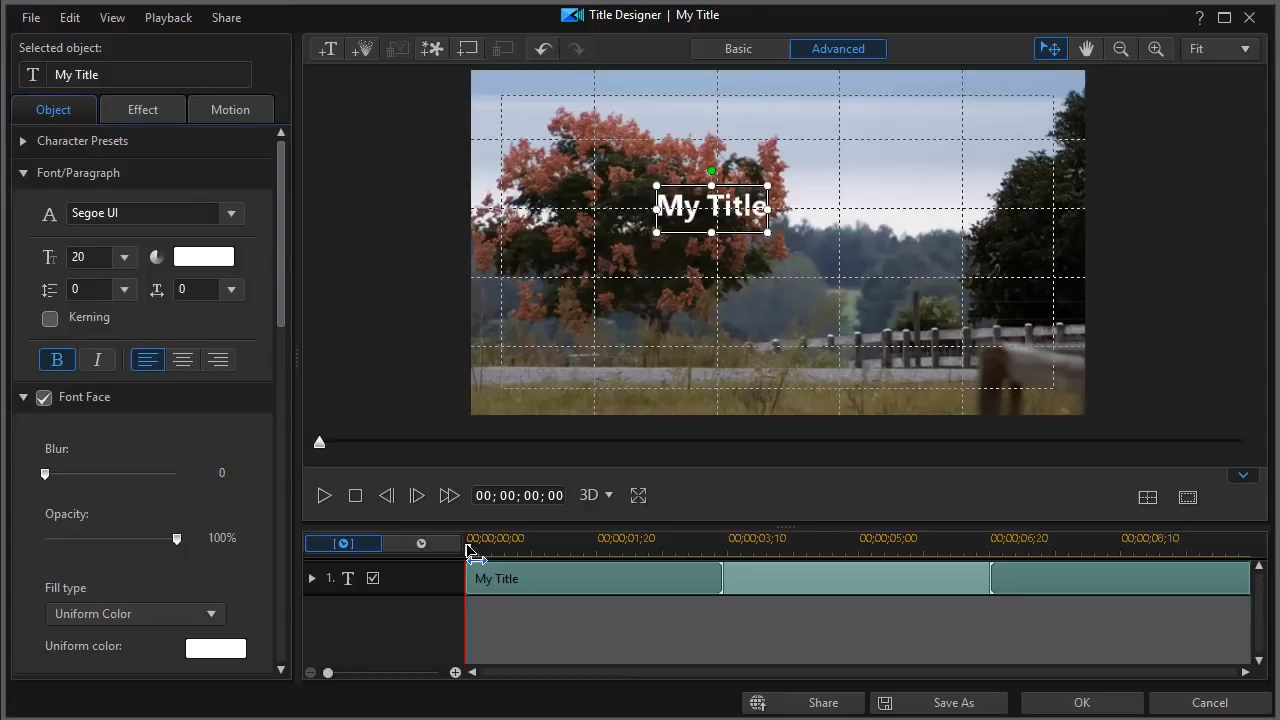 File Edit View Playback Share
Title Designer | My Title
?
Selected object:
T My Title
Object Effect Motion
Character Presets
Font/Paragraph
A Segoe UI
20
0 0
Kerning
B I
Font Face
Blur:
0
Opacity:
100%
Fill type
Uniform Color
Uniform color:
Basic Advanced
Fit
My Title
00;00;00;00 3D
00;00;00;00 00;00;01;20 00;00;03;10 00;00;05;00 00;00;06;20 00;00;08;10
1. T My Title
Share Save As OK Cancel